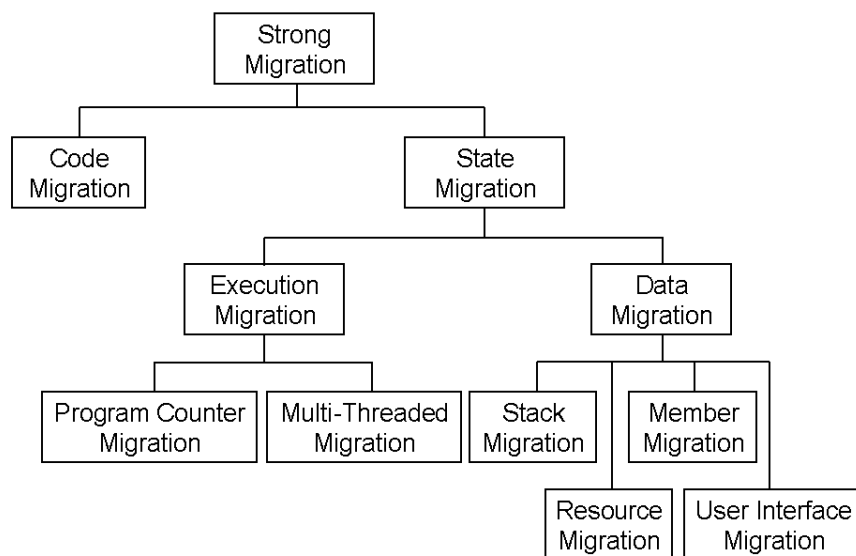 Strong
Migration
Code
Migration
State
Migration
Execution
Migration
Data
Migration
Program Counter
Migration
Multi-Threaded
Migration
Stack
Migration
Member
Migration
Resource
Migration
User Interface
Migration